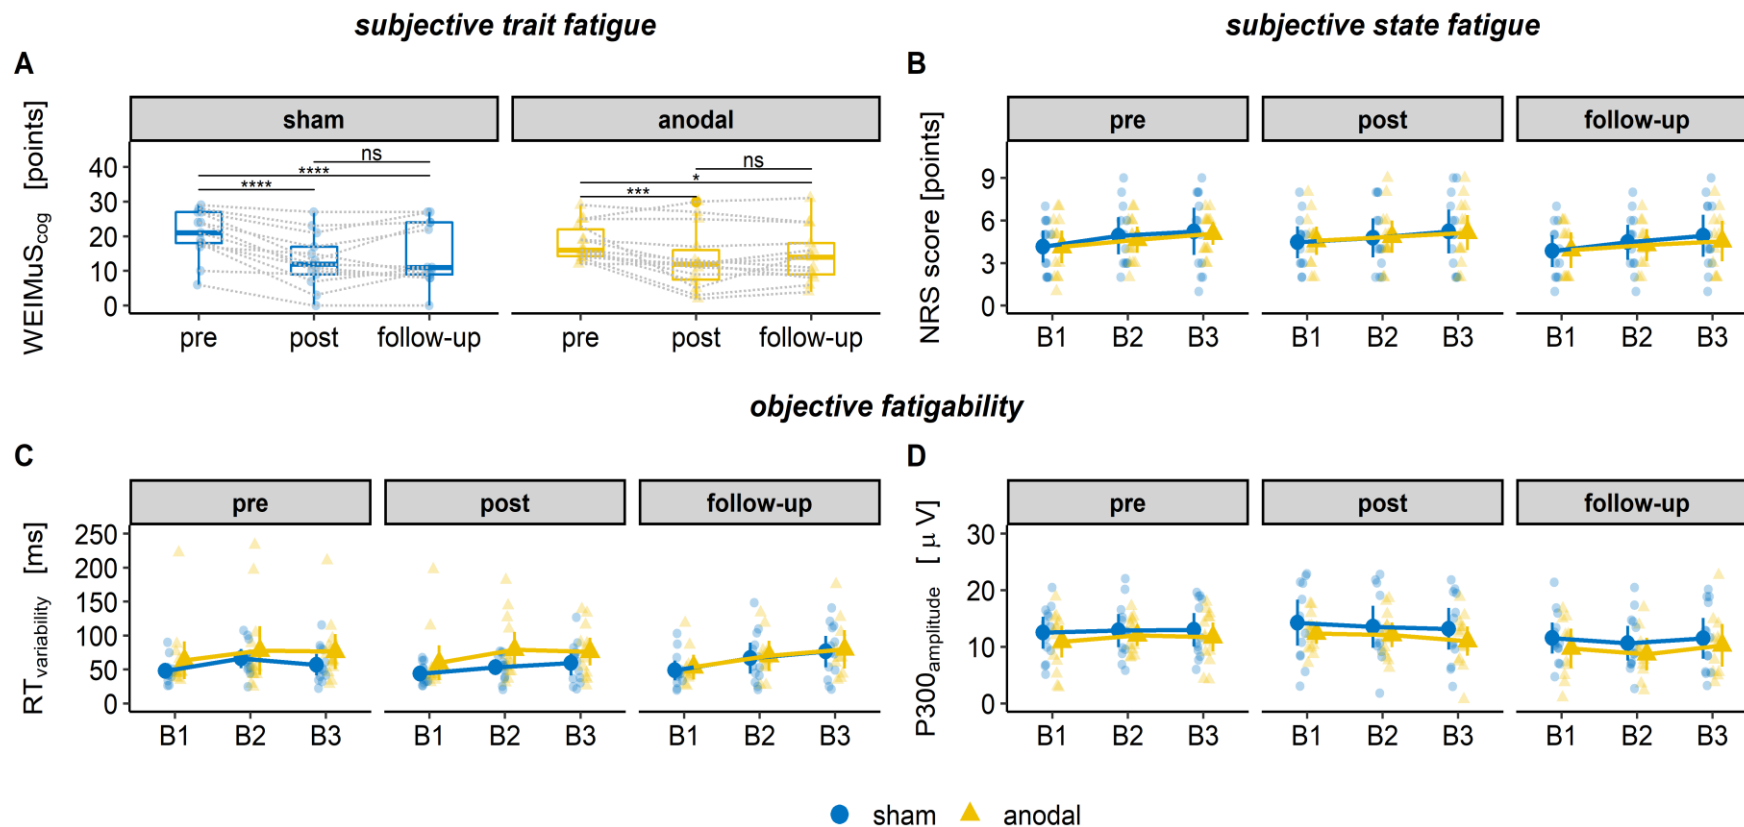 subjective trait fatigue
subjective state fatigue
A
sham
anodal
WEIMuScog [points]
40
30
20
10
0
ns
****
****
ns
*
***
pre
post
follow-up
pre
post
follow-up
B
pre
post
follow-up
NRS score [points]
9
6
3
0
B1
B2
B3
B1
B2
B3
B1
B2
B3
objective fatigability
C
pre
post
follow-up
RTvariability [ms]
250
200
150
100
50
0
B1
B2
B3
B1
B2
B3
B1
B2
B3
D
pre
post
follow-up
P300amplitude [ μ V]
30
20
10
0
B1
B2
B3
B1
B2
B3
B1
B2
B3
sham
anodal